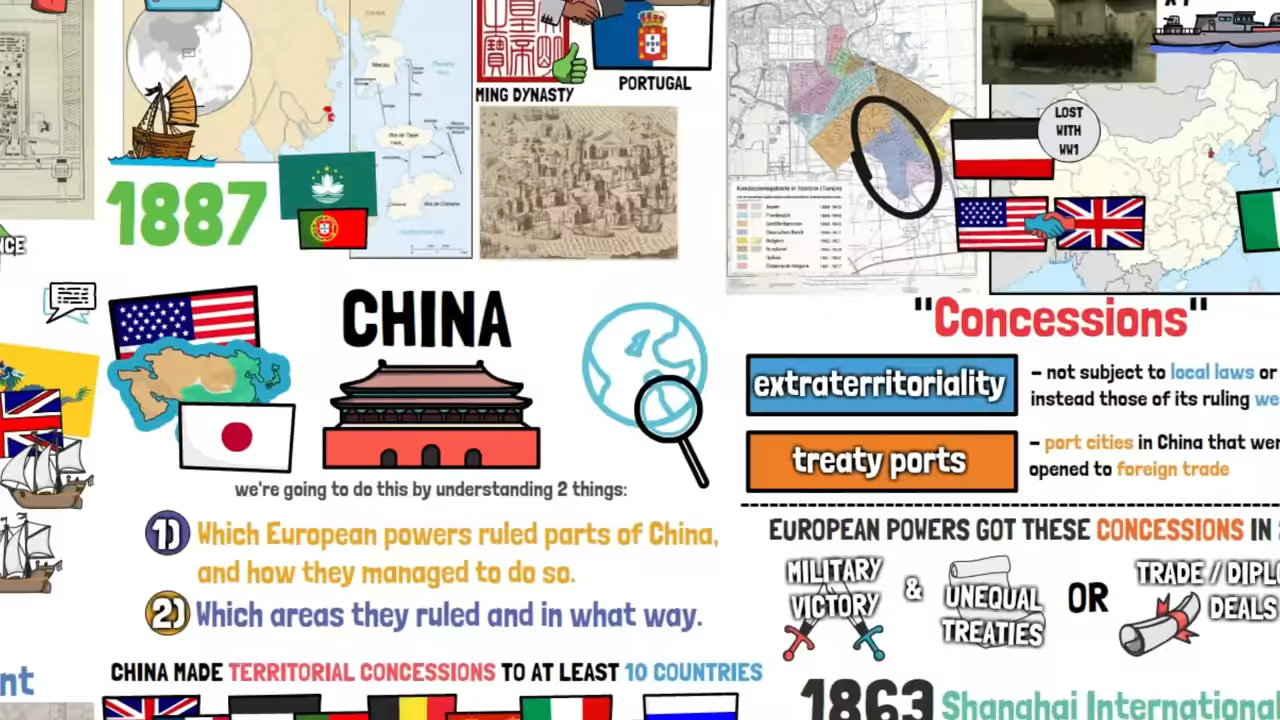 MING DYNASTY
PORTUGAL
1887
LOST
WITH
WW1
CHINA
we're going to do this by understanding 2 things:
1) Which European powers ruled parts of China,
and how they managed to do so.
2) Which areas they ruled and in what way.
CHINA MADE TERRITORIAL CONCESSIONS TO AT LEAST 10 COUNTRIES
"Concessions"
extraterritoriality
– not subject to local laws or
instead those of its ruling we
treaty ports
– port cities in China that wer
opened to foreign trade
EUROPEAN POWERS GOT THESE CONCESSIONS IN
MILITARY
VICTORY
&
UNEQUAL
TREATIES
OR
TRADE / DIPLO
DEALS
1863 Shanghai International